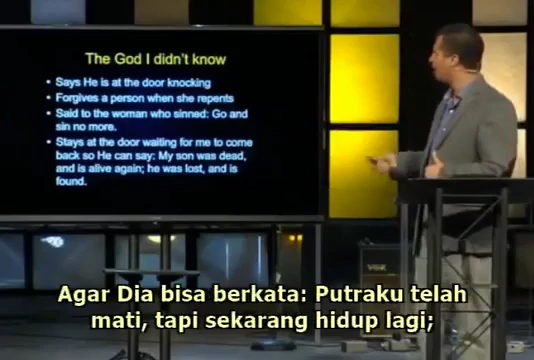 The God I didn't know
• Says He is at the door knocking
• Forgives a person when she repents
• Said to the woman who sinned: Go and
sin no more.
• Stays at the door waiting for me to come
back so He can say: My son was dead,
and is alive again; he was lost, and is
found.
VOX
Agar Dia bisa berkata: Putraku telah
mati, tapi sekarang hidup lagi;